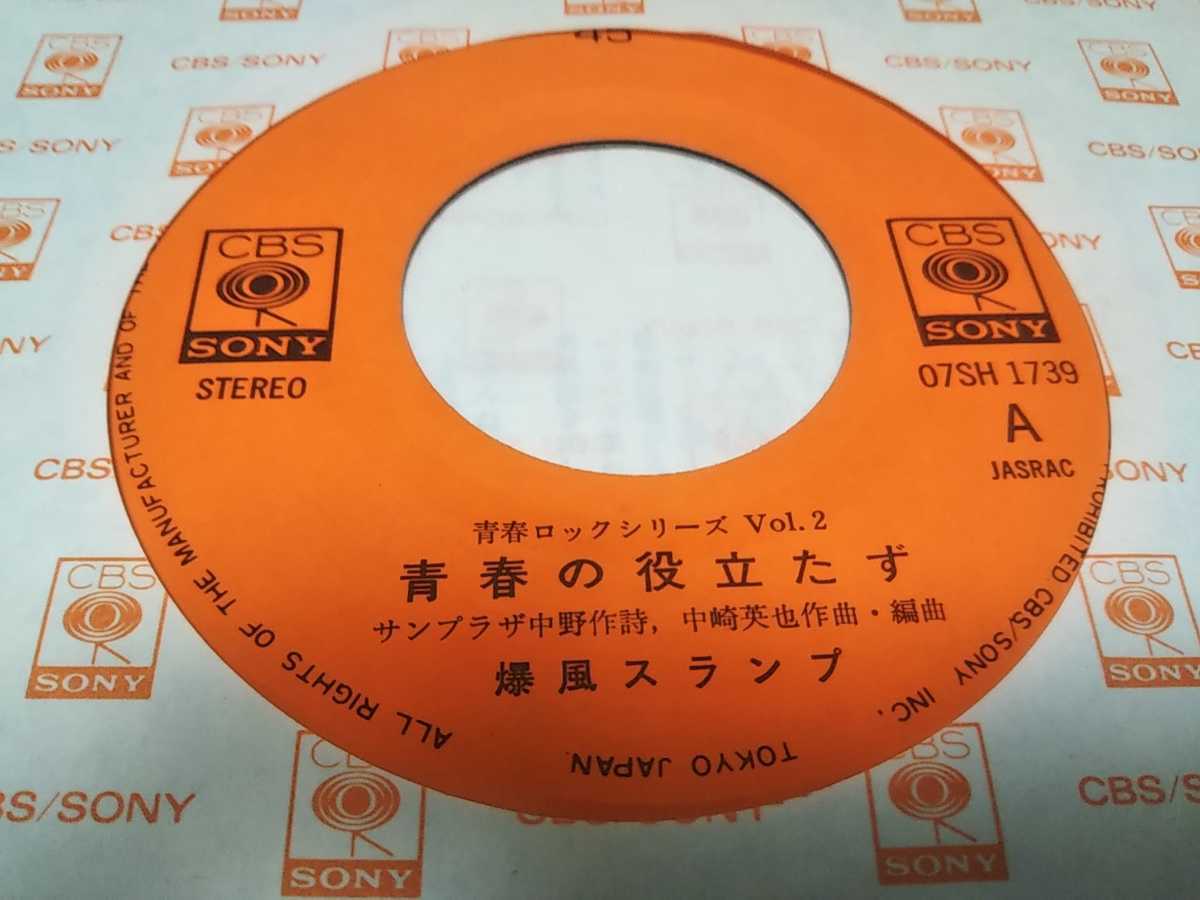 45
CBS
SONY
STEREO
CBS
SONY
07SH 1739
A
JASRAC
青春ロックシリーズ Vol.2
青春の役立たず
サンプラザ中野作詩, 中崎英也作曲・編曲
爆風スランプ
ALL RIGHTS OF THE MANUFACTURER AND OF
PROHIBITED. CBS/SONY INC.
TOKYO JAPAN.
CBS/SONY
CBS/SONY
CBS
SONY